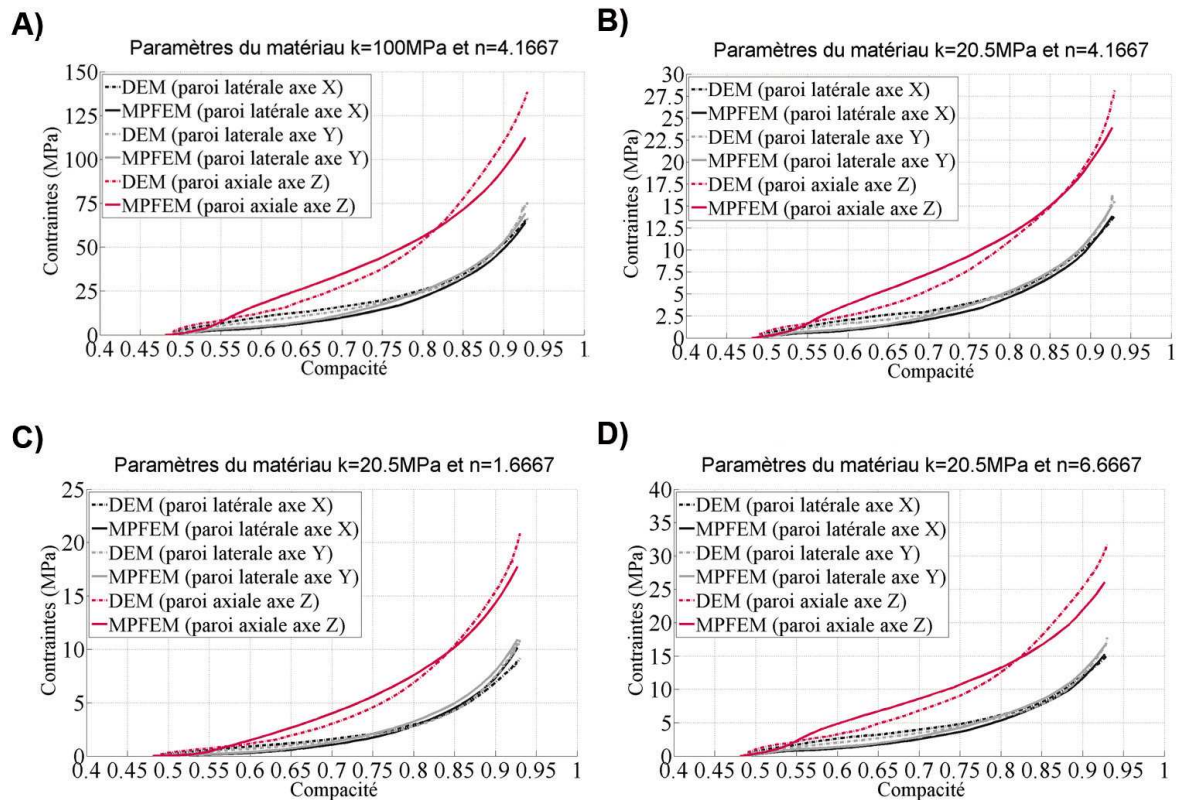 A)
Paramètres du matériau k=100MPa et n=4.1667
150
125
100
75
50
25
0
Contraintes (MPa)
DEM (paroi latérale axe X)
MPFEM (paroi latérale axe X)
DEM (paroi laterale axe Y)
MPFEM (paroi laterale axe Y)
DEM (paroi axiale axe Z)
MPFEM (paroi axiale axe Z)
0.4 0.45 0.5 0.55 0.6 0.65 0.7 0.75 0.8 0.85 0.9 0.95 1
Compacité
B)
Paramètres du matériau k=20.5MPa et n=4.1667
30
27.5
25
22.5
20
17.5
15
12.5
10
7.5
5
2.5
0
Contraintes (MPa)
DEM (paroi latérale axe X)
MPFEM (paroi latérale axe X)
DEM (paroi laterale axe Y)
MPFEM (paroi laterale axe Y)
DEM (paroi axiale axe Z)
MPFEM (paroi axiale axe Z)
0.4 0.45 0.5 0.55 0.6 0.65 0.7 0.75 0.8 0.85 0.9 0.95 1
Compacité
C)
Paramètres du matériau k=20.5MPa et n=1.6667
25
20
15
10
5
0
Contraintes (MPa)
DEM (paroi latérale axe X)
MPFEM (paroi latérale axe X)
DEM (paroi laterale axe Y)
MPFEM (paroi laterale axe Y)
DEM (paroi axiale axe Z)
MPFEM (paroi axiale axe Z)
0.4 0.45 0.5 0.55 0.6 0.65 0.7 0.75 0.8 0.85 0.9 0.95 1
Compacité
D)
Paramètres du matériau k=20.5MPa et n=6.6667
40
35
30
25
20
15
10
5
0
Contraintes (MPa)
DEM (paroi latérale axe X)
MPFEM (paroi latérale axe X)
DEM (paroi laterale axe Y)
MPFEM (paroi laterale axe Y)
DEM (paroi axiale axe Z)
MPFEM (paroi axiale axe Z)
0.4 0.45 0.5 0.55 0.6 0.65 0.7 0.75 0.8 0.85 0.9 0.95 1
Compacité